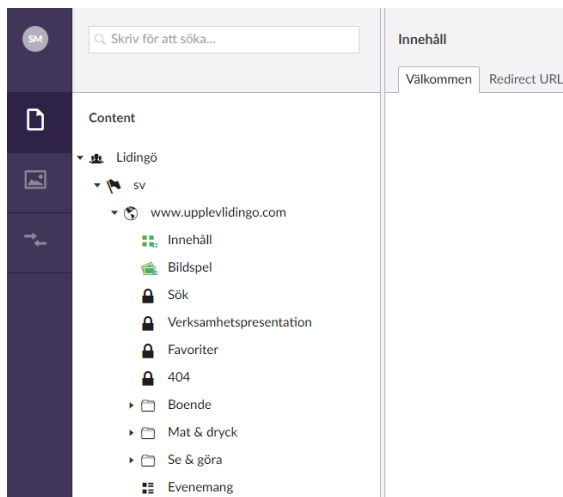 SM
Skriv för att söka...
Content
Lidingö
sv
www.upplevlidingo.com
Innehåll
Bildspel
Sök
Verksamhetspresentation
Favoriter
404
Boende
Mat & dryck
Se & göra
Evenemang
Innehåll
Välkommen Redirect URL